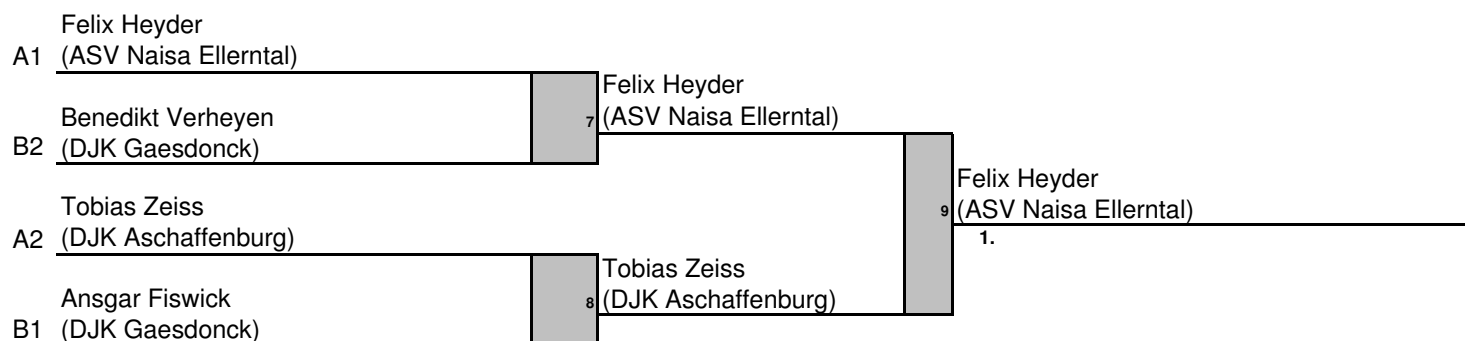 Felix Heyder
A1 (ASV Naisa Ellerntal)
Felix Heyder
7 (ASV Naisa Ellerntal)
Benedikt Verheyen
B2 (DJK Gaesdonck)
Felix Heyder
9 (ASV Naisa Ellerntal)
1.
Tobias Zeiss
A2 (DJK Aschaffenburg)
Tobias Zeiss
8 (DJK Aschaffenburg)
Ansgar Fiswick
B1 (DJK Gaesdonck)